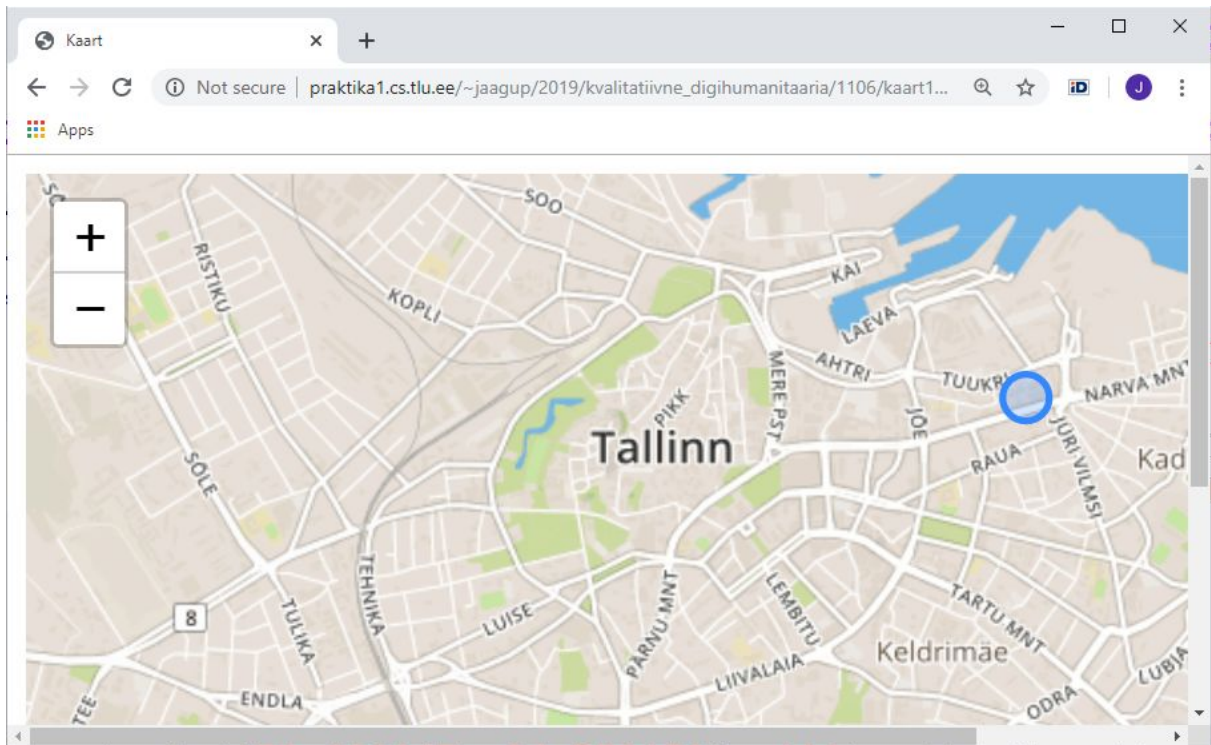 Kaart
Not secure | praktika1.cs.tlu.ee/~jaagup/2019/kvalitatiivne_digihumanitaaria/1106/kaart1...
iD
J
Apps
+
−
SOO
RISTIKU
KOPLI
KAI
LAEVA
AHTRI
MERE PST
TUUKRI
NARVA MNT
PIKK
JÕE
Tallinn
RAUA
JÜRI VILMSI
Kad
SÕLE
TEHNIKA
8
TULIKA
LUISE
PÄRNU MNT
LEMBITU
TARTU MNT
Keldrimäe
LIIVALAIA
LUBJA
ENDLA
ODRA
TEE